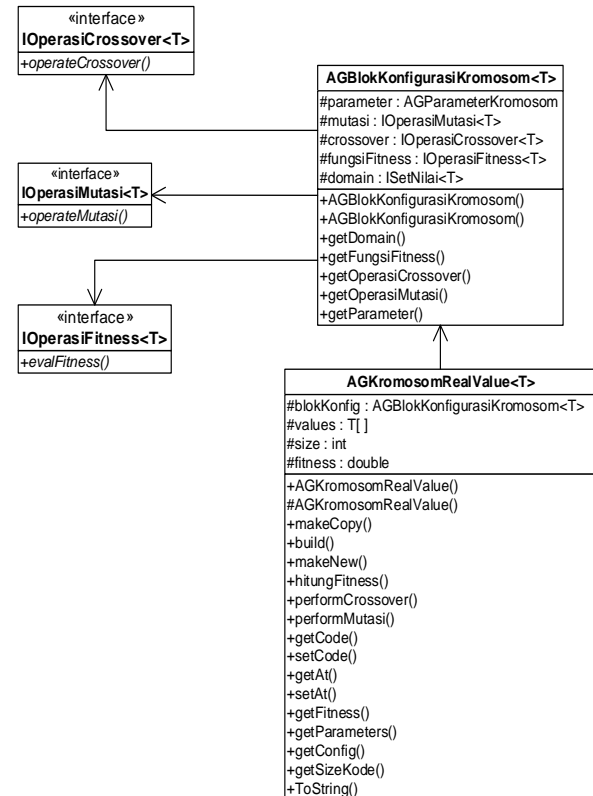 «interface»
IOperasiCrossover<T>
+operateCrossover()
«interface»
IOperasiMutasi<T>
+operateMutasi()
«interface»
IOperasiFitness<T>
+evalFitness()
AGBlokKonfigurasiKromosom<T>
#parameter : AGParameterKromosom
#mutasi : IOperasiMutasi<T>
#crossover : IOperasiCrossover<T>
#fungsiFitness : IOperasiFitness<T>
#domain : ISetNilai<T>
+AGBlokKonfigurasiKromosom()
+AGBlokKonfigurasiKromosom()
+getDomain()
+getFungsiFitness()
+getOperasiCrossover()
+getOperasiMutasi()
+getParameter()
AGKromosomRealValue<T>
#blokKonfig : AGBlokKonfigurasiKromosom<T>
#values : T[ ]
#size : int
#fitness : double
+AGKromosomRealValue()
#AGKromosomRealValue()
+makeCopy()
+build()
+makeNew()
+hitungFitness()
+performCrossover()
+performMutasi()
+getCode()
+setCode()
+getAt()
+setAt()
+getFitness()
+getParameters()
+getConfig()
+getSizeKode()
+ToString()